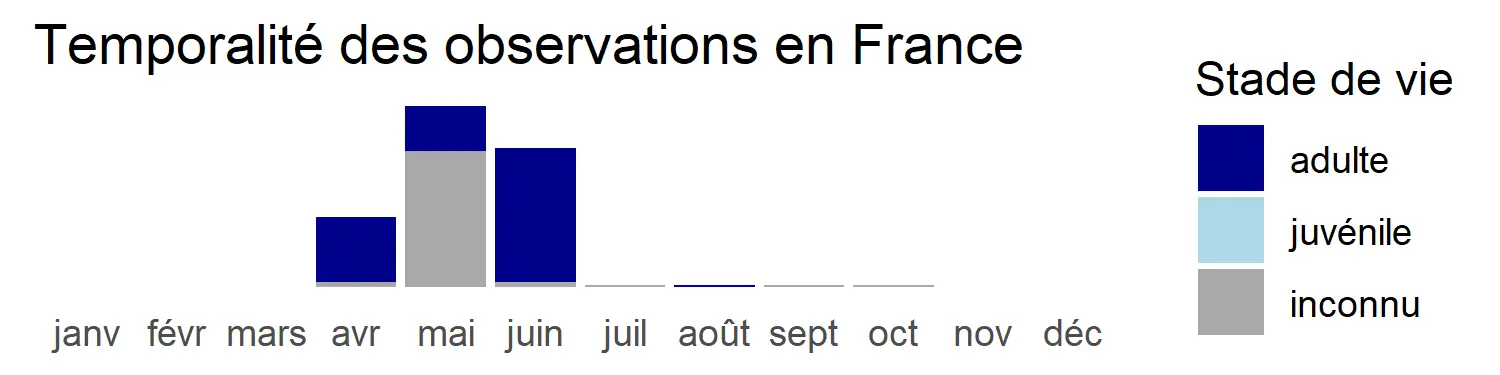 Temporalité des observations en France
Stade de vie
adulte
juvénile
inconnu
janv févr mars avr mai juin juil août sept oct nov déc